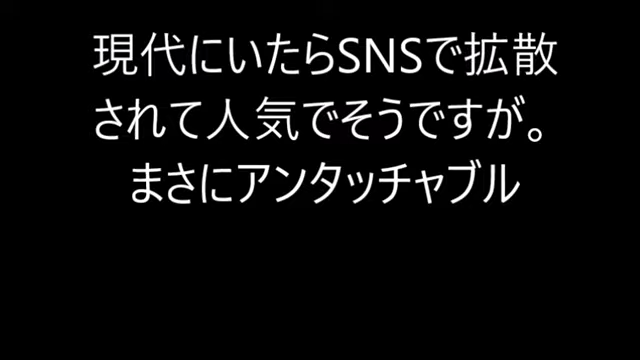 現代にいたらSNSで拡散
されて人気でそうですが。
まさにアンタッチャブル